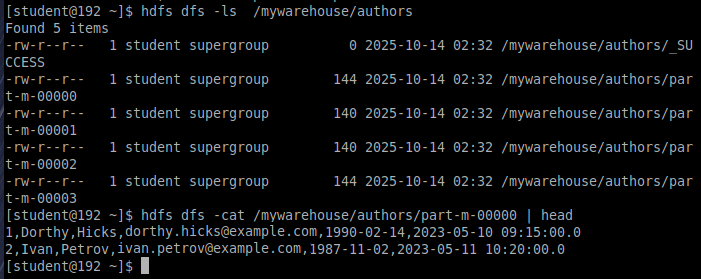 [student@192 ~]$ hdfs dfs -ls  /mywarehouse/authors
Found 5 items
-rw-r--r--   1 student supergroup          0 2025-10-14 02:32 /mywarehouse/authors/_SU
CCESS
-rw-r--r--   1 student supergroup        144 2025-10-14 02:32 /mywarehouse/authors/par
t-m-00000
-rw-r--r--   1 student supergroup        140 2025-10-14 02:32 /mywarehouse/authors/par
t-m-00001
-rw-r--r--   1 student supergroup        140 2025-10-14 02:32 /mywarehouse/authors/par
t-m-00002
-rw-r--r--   1 student supergroup        144 2025-10-14 02:32 /mywarehouse/authors/par
t-m-00003
[student@192 ~]$ hdfs dfs -cat /mywarehouse/authors/part-m-00000 | head
1,Dorthy,Hicks,dorthy.hicks@example.com,1990-02-14,2023-05-10 09:15:00.0
2,Ivan,Petrov,ivan.petrov@example.com,1987-11-02,2023-05-11 10:20:00.0
[student@192 ~]$